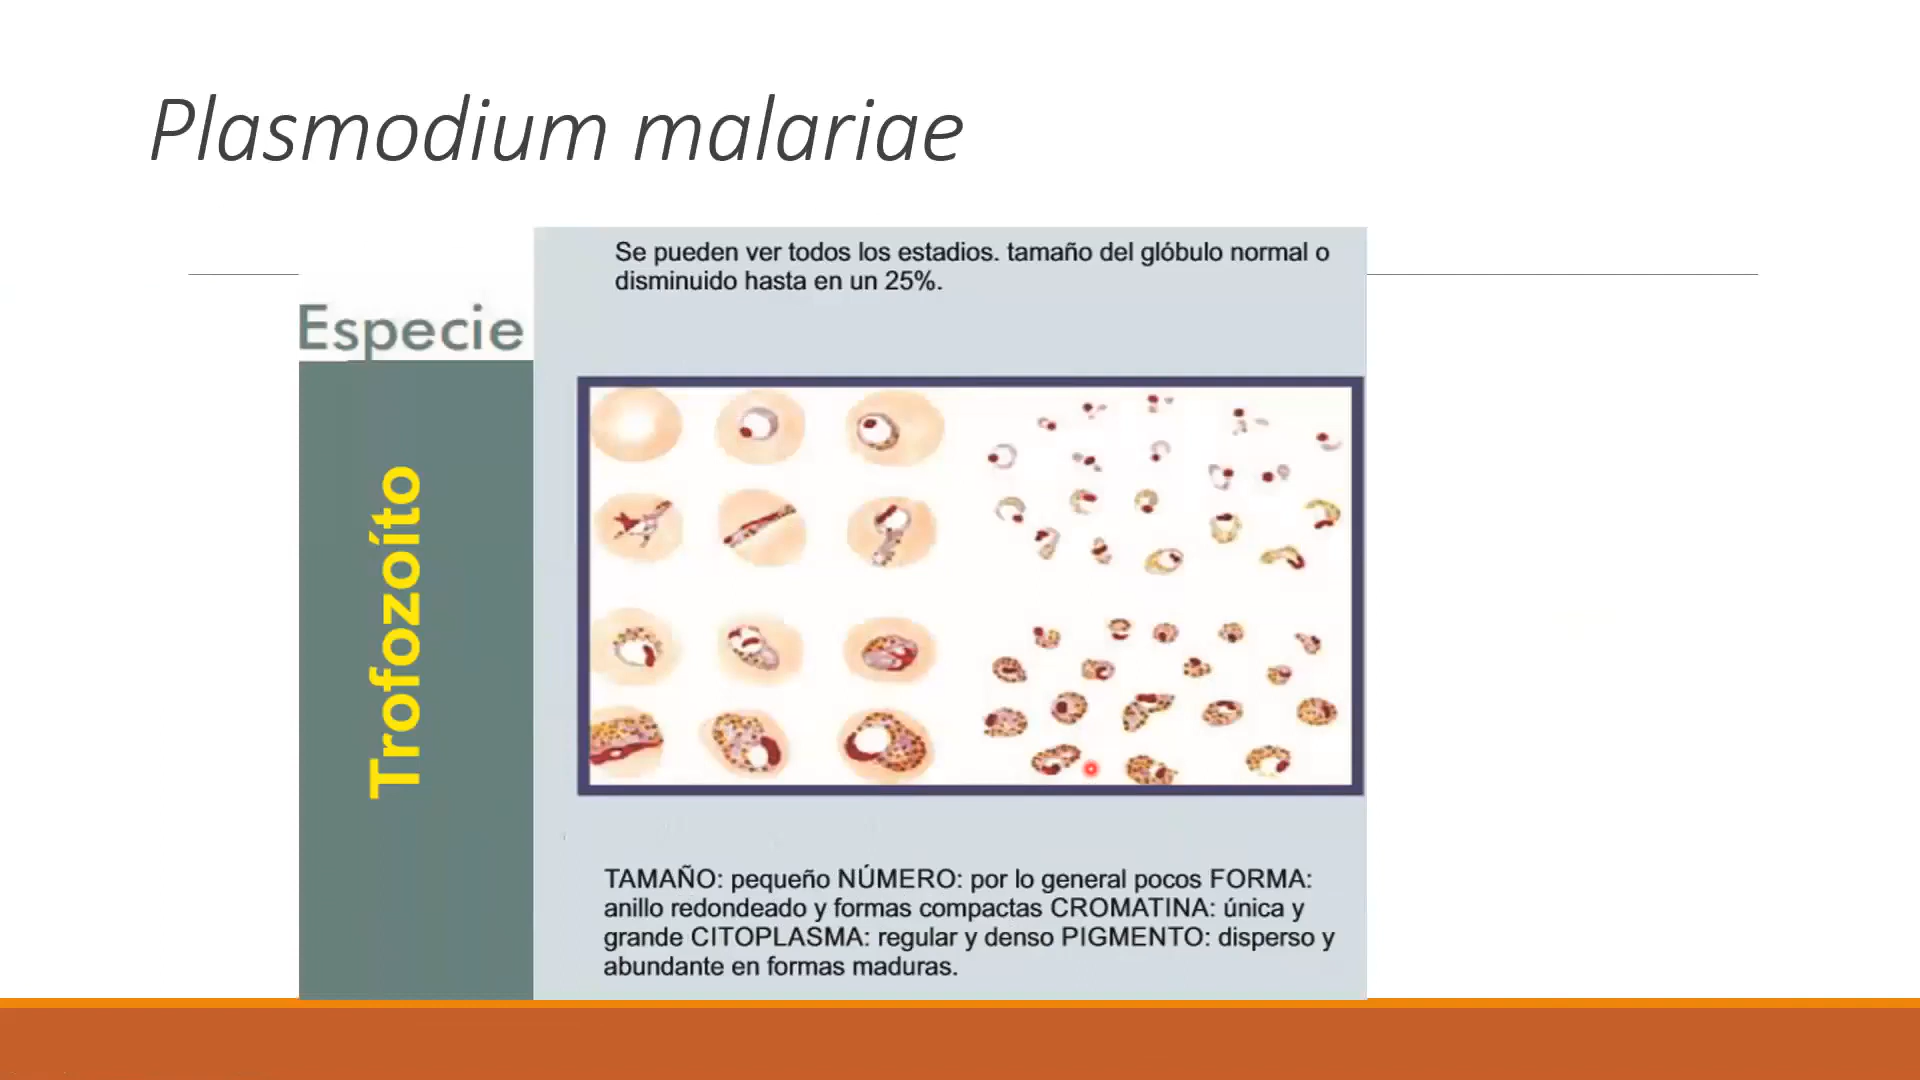 Plasmodium malariae
Se pueden ver todos los estadios. tamaño del glóbulo normal o
disminuido hasta en un 25%.
Especie
Trofozoíto
TAMAÑO: pequeño NÚMERO: por lo general pocos FORMA:
anillo redondeado y formas compactas CROMATINA: única y
grande CITOPLASMA: regular y denso PIGMENTO: disperso y
abundante en formas maduras.